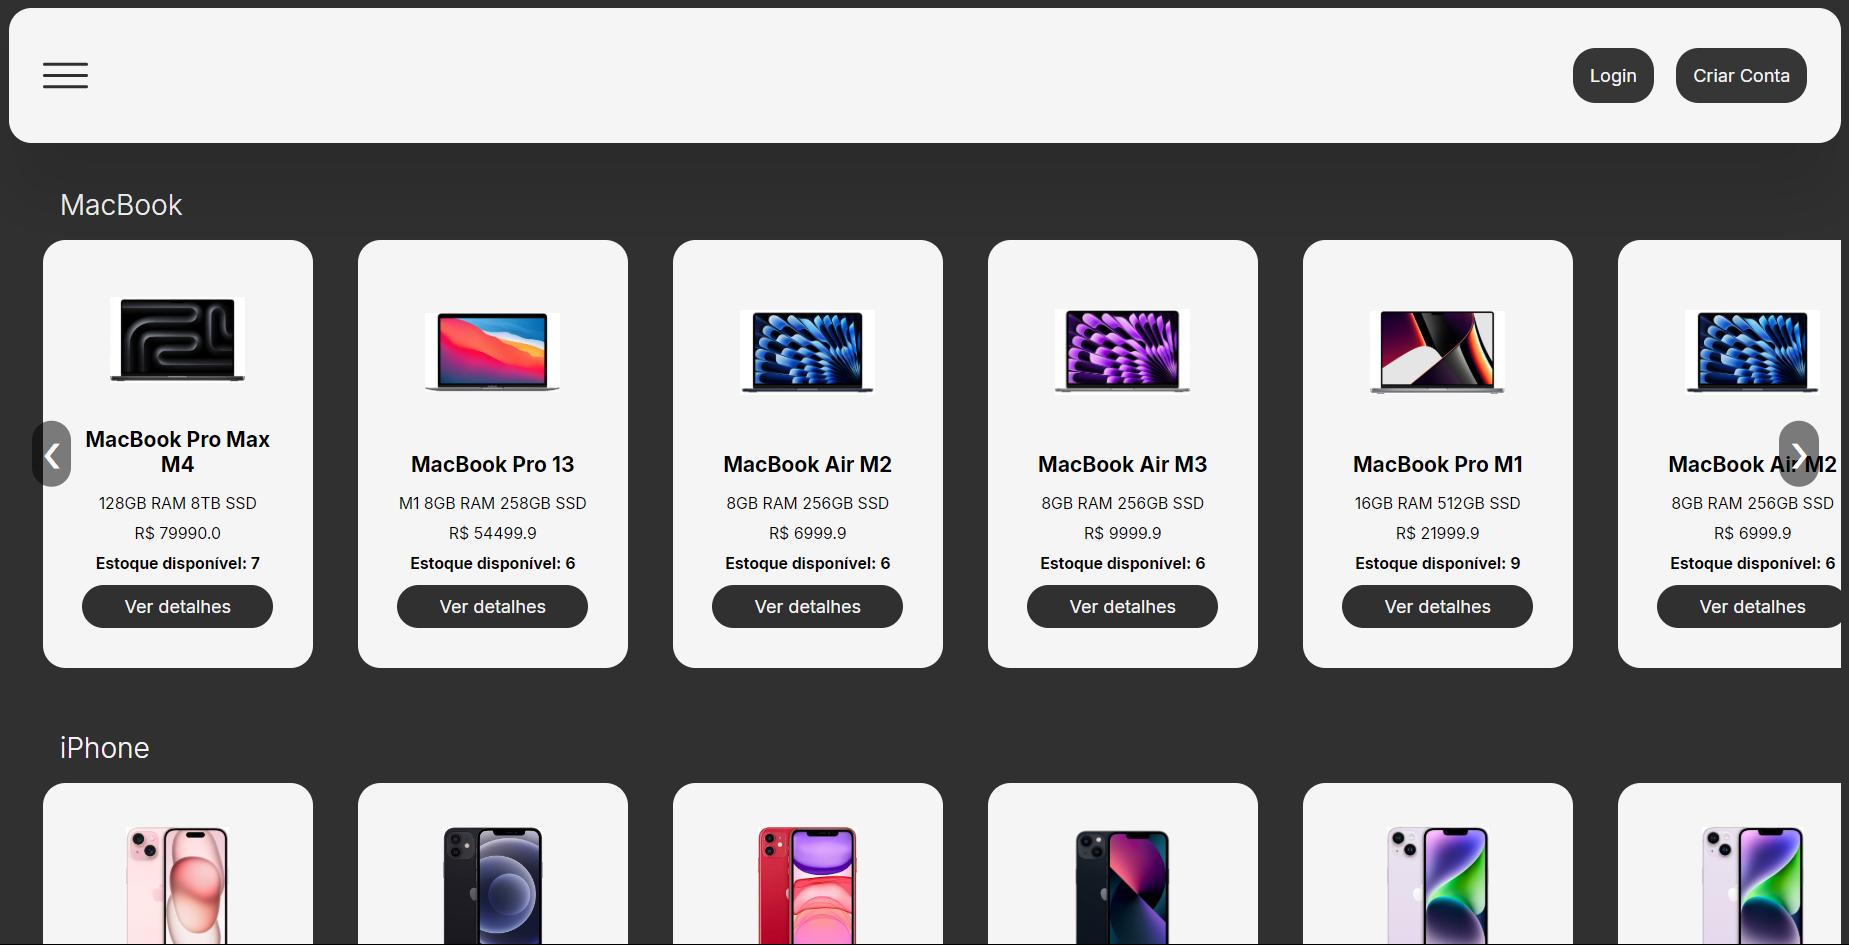 Login
Criar Conta
MacBook
MacBook Pro Max
M4
128GB RAM 8TB SSD
R$ 79990.0
Estoque disponível: 7
Ver detalhes
MacBook Pro 13
M1 8GB RAM 258GB SSD
R$ 54499.9
Estoque disponível: 6
Ver detalhes
MacBook Air M2
8GB RAM 256GB SSD
R$ 6999.9
Estoque disponível: 6
Ver detalhes
MacBook Air M3
8GB RAM 256GB SSD
R$ 9999.9
Estoque disponível: 6
Ver detalhes
MacBook Pro M1
16GB RAM 512GB SSD
R$ 21999.9
Estoque disponível: 9
Ver detalhes
MacBook Air M2
8GB RAM 256GB SSD
R$ 6999.9
Estoque disponível: 6
Ver detalhes
iPhone